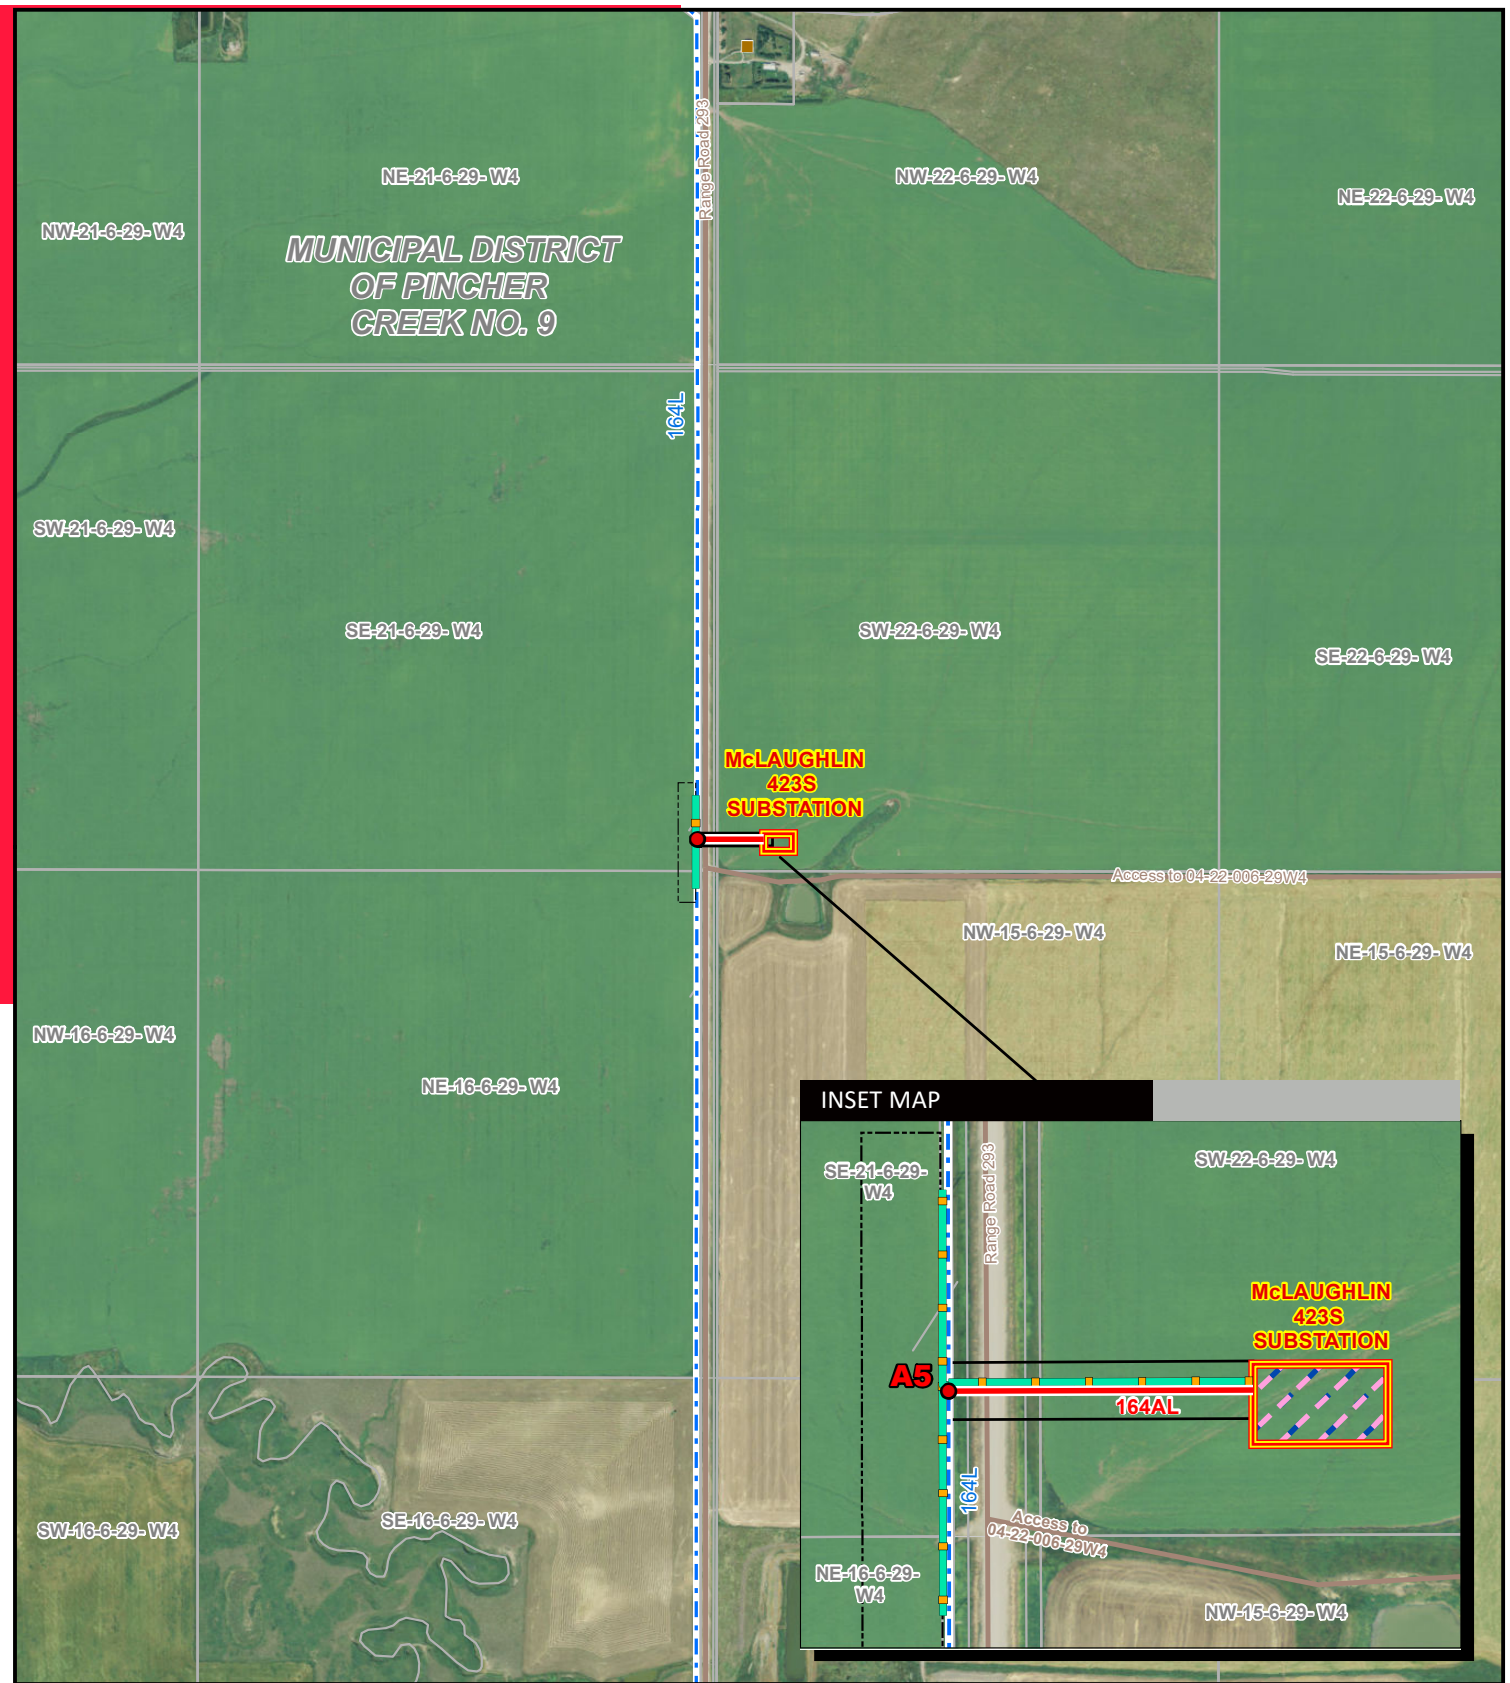 Range Road 293
NE-21-6-29- W4
NW-22-6-29- W4
NE-22-6-29- W4
NW-21-6-29- W4
MUNICIPAL DISTRICT
OF PINCHER
CREEK NO. 9
164L
SW-21-6-29- W4
SE-21-6-29- W4
SW-22-6-29- W4
SE-22-6-29- W4
McLAUGHLIN
423S
SUBSTATION
Access to 04-22-006-29W4
NW-15-6-29- W4
NE-15-6-29- W4
NW-16-6-29- W4
NE-16-6-29- W4
SW-16-6-29- W4
SE-16-6-29- W4
INSET MAP
SE-21-6-29-
W4
Range Road 293
SW-22-6-29- W4
McLAUGHLIN
423S
SUBSTATION
A5
164AL
164L
Access to
04-22-006-29W4
NE-16-6-29-
W4
NW-15-6-29- W4